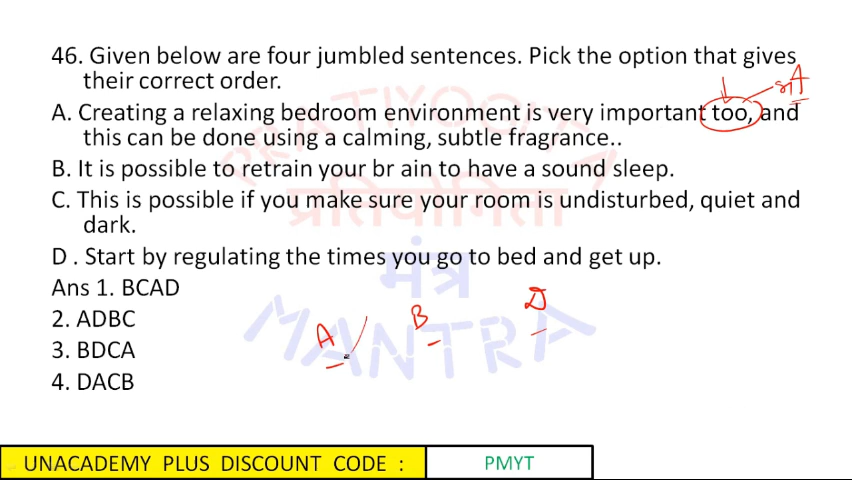 46. Given below are four jumbled sentences. Pick the option that gives
their correct order.
A. Creating a relaxing bedroom environment is very important too, and
this can be done using a calming, subtle fragrance..
B. It is possible to retrain your br ain to have a sound sleep.
C. This is possible if you make sure your room is undisturbed, quiet and
dark.
D . Start by regulating the times you go to bed and get up.
Ans 1. BCAD
2. ADBC
3. BDCA
4. DACB
A
A B D
PRATIYOGITA
प्रतियोगिता
मंत्र
MANTRA
UNACADEMY PLUS DISCOUNT CODE : PMYT